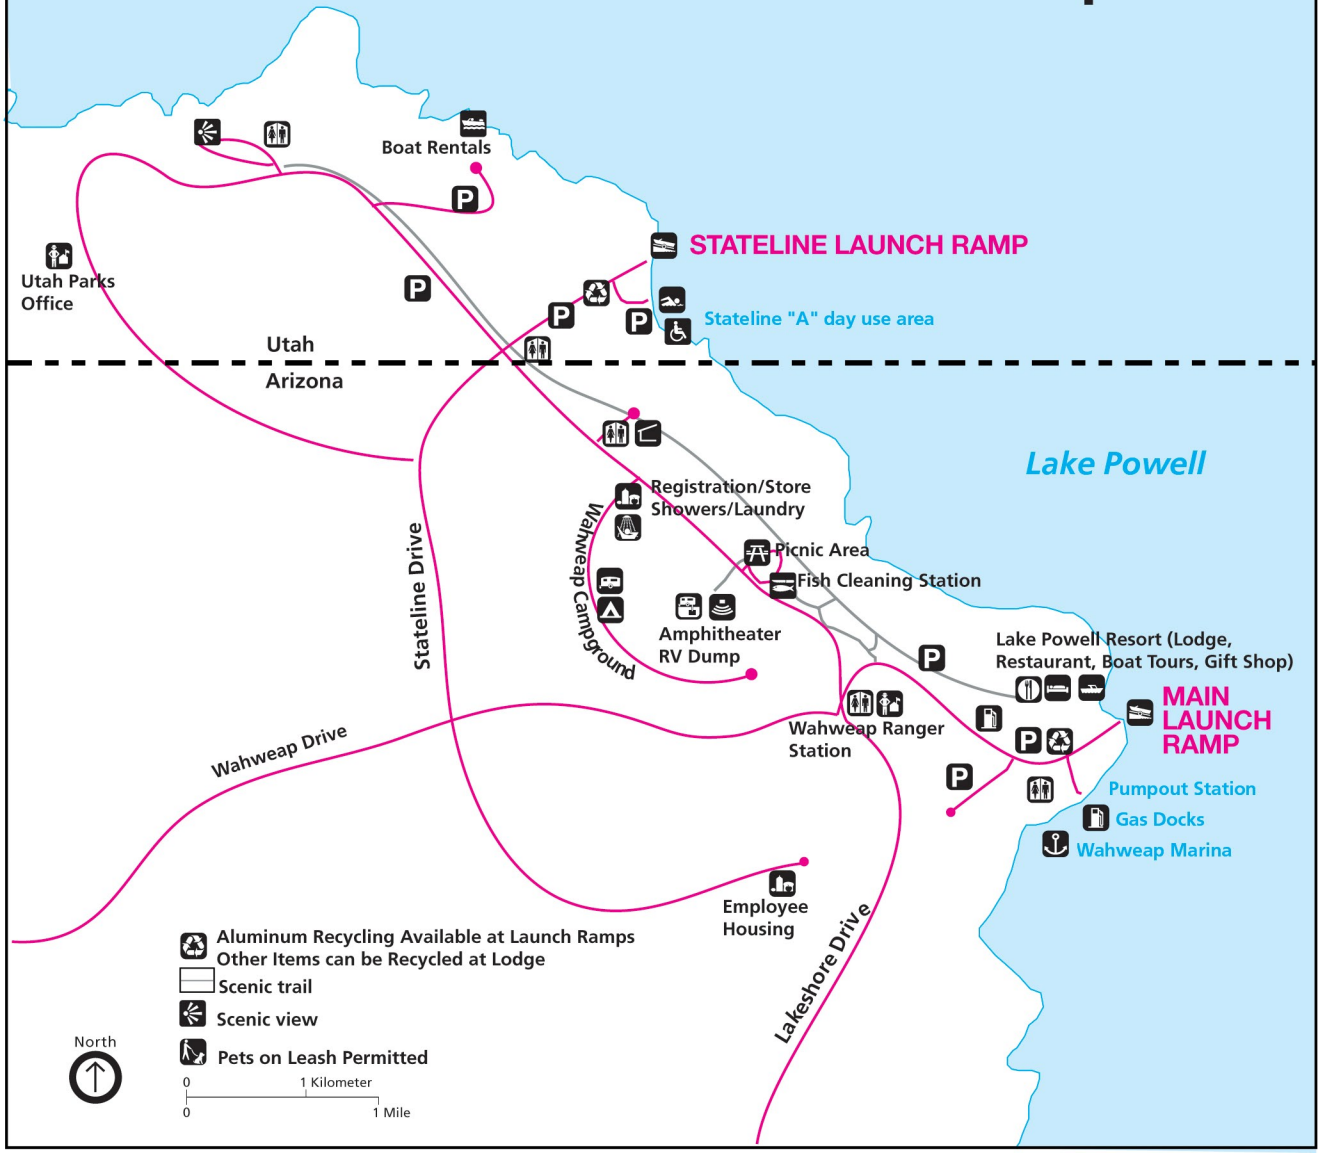 Boat Rentals
P
STATELINE LAUNCH RAMP
Utah Parks
Office
P
P
P
Stateline "A" day use area
Utah
Arizona
Lake Powell
Registration/Store
Showers/Laundry
Wahweap Campground
Stateline Drive
Picnic Area
Fish Cleaning Station
Amphitheater
RV Dump
P
Lake Powell Resort (Lodge,
Restaurant, Boat Tours, Gift Shop)
MAIN
LAUNCH
RAMP
Wahweap Ranger
Station
P
P
Wahweap Drive
Pumpout Station
Gas Docks
Wahweap Marina
Employee
Housing
Lakeshore Drive
Aluminum Recycling Available at Launch Ramps
Other Items can be Recycled at Lodge
Scenic trail
Scenic view
Pets on Leash Permitted
North
0 1 Kilometer
0 1 Mile